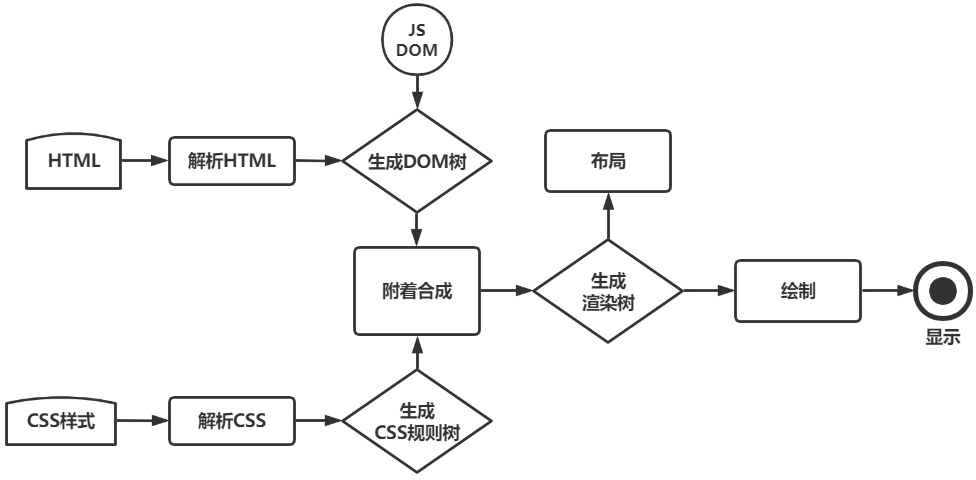 JS
DOM
HTML
解析HTML
生成DOM树
布局
附着合成
生成
渲染树
绘制
显示
CSS样式
解析CSS
生成
CSS规则树